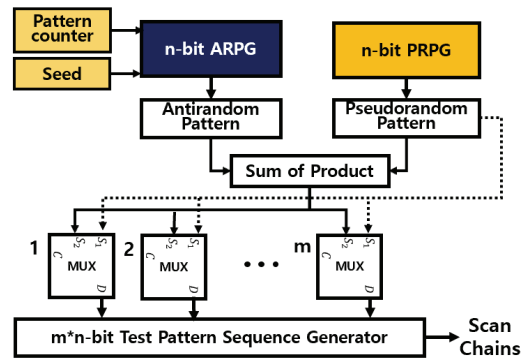 Pattern
counter
Seed
n-bit ARPG
n-bit PRPG
Antirandom
Pattern
Pseudorandom
Pattern
Sum of Product
1
S2
S1
C
MUX
D
2
S2
S1
C
MUX
D
m
S2
S1
C
MUX
D
m*n-bit Test Pattern Sequence Generator
Scan
Chains